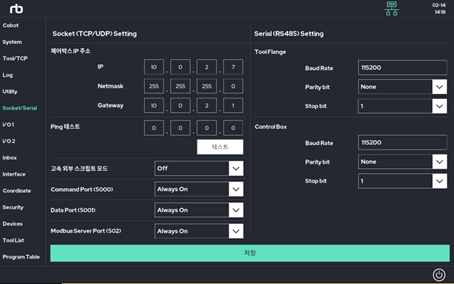 rb
02-14
14:18
Cobot
System
Tool/TCP
Log
Utility
Socket/Serial
I/O 1
I/O 2
Inbox
Interface
Coordinate
Security
Devices
Tool List
Program Table
Socket (TCP/UDP) Setting
제어박스 IP 주소
IP 10 . 0 . 2 . 7
Netmask 255 . 255 . 255 . 0
Gateway 10 . 0 . 2 . 1
Ping 테스트 0 . 0 . 0 . 0
테스트
고속 외부 스크립트 모드 Off
Command Port (5000) Always On
Data Port (5001) Always On
Modbus Server Port (502) Always On
Serial (RS485) Setting
Tool Flange
Baud Rate 115200
Parity bit None
Stop bit 1
Control Box
Baud Rate 115200
Parity bit None
Stop bit 1
저장